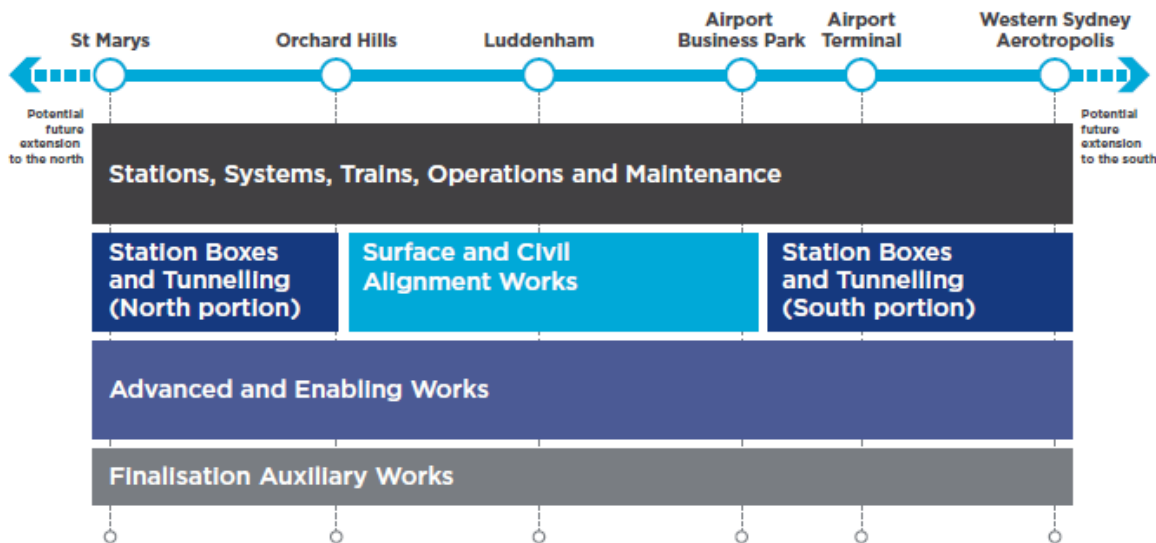 St Marys
Orchard Hills
Luddenham
Airport
Business Park
Airport
Terminal
Western Sydney
Aerotropolis
Potential
future
extension
to the north
Potential
future
extension
to the south
Stations, Systems, Trains, Operations and Maintenance
Station Boxes
and Tunnelling
(North portion)
Surface and Civil
Alignment Works
Station Boxes
and Tunnelling
(South portion)
Advanced and Enabling Works
Finalisation Auxiliary Works